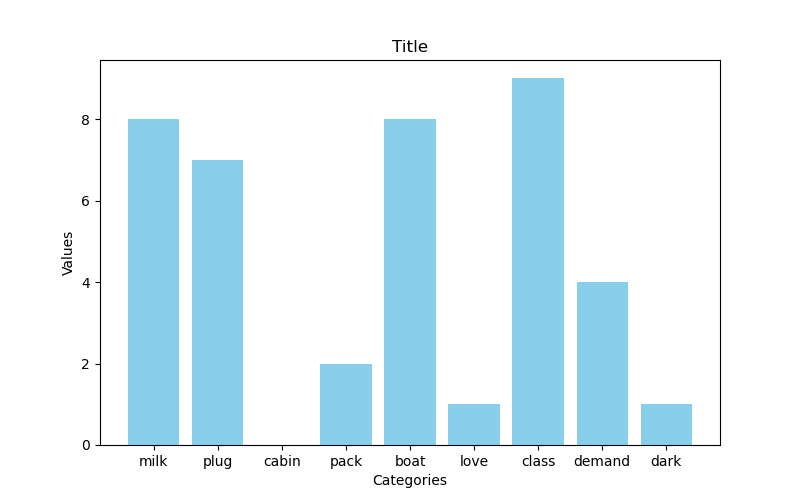 Title
Values
8
6
4
2
0
milk plug cabin pack boat love class demand dark
Categories